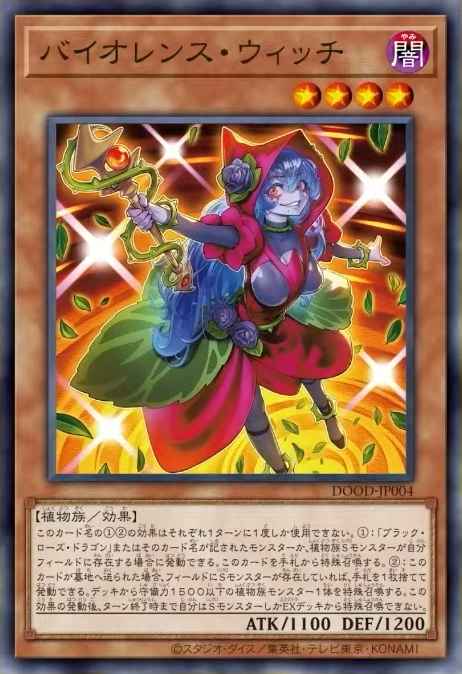 バイオレンス・ウィッチ
闇
やみ
DOOD-JP004
【植物族／効果】
このカード名の①②の効果はそれぞれ1ターンに1度しか使用できない。①：「ブラック・
ローズ・ドラゴン」またはそのカード名が記されたモンスターか、植物族Sモンスターが自分
フィールドに存在する場合に発動できる。このカードを手札から特殊召喚する。②：この
カードが墓地へ送られた場合、フィールドにSモンスターが存在していれば、手札を1枚捨てて
発動できる。デッキから守備力1500以下の植物族モンスター1体を特殊召喚する。この
効果の発動後、ターン終了時まで自分はSモンスターしかEXデッキから特殊召喚できない。
ATK/1100 DEF/1200
©スタジオ・ダイス／集英社・テレビ東京・KONAMI